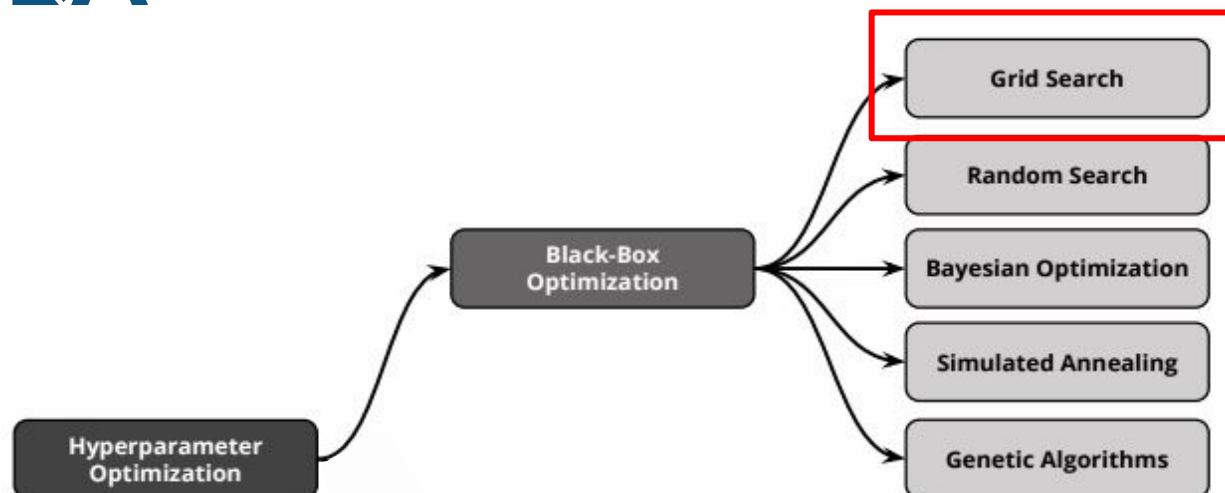 Grid Search
Random Search
Black-Box
Optimization
Bayesian Optimization
Simulated Annealing
Hyperparameter
Optimization
Genetic Algorithms